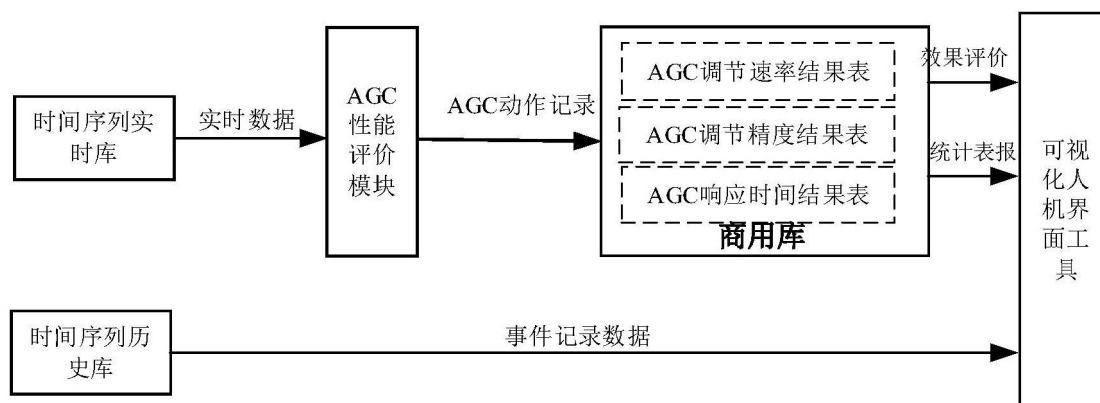 时间序列实
时库
实时数据
AGC
性能
评价
模块
AGC动作记录
AGC调节速率结果表
AGC调节精度结果表
AGC响应时间结果表
商用库
效果评价
统计表报
可视
化人
机界
面工
具
时间序列历
史库
事件记录数据